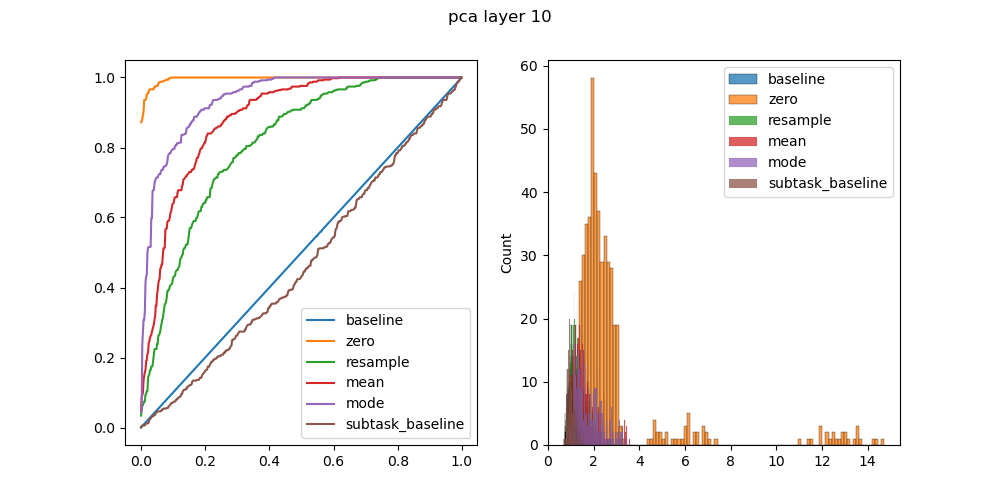 pca layer 10
1.0
0.8
0.6
0.4
0.2
0.0
0.0 0.2 0.4 0.6 0.8 1.0
baseline
zero
resample
mean
mode
subtask_baseline
Count
60
50
40
30
20
10
0
0 2 4 6 8 10 12 14
baseline
zero
resample
mean
mode
subtask_baseline